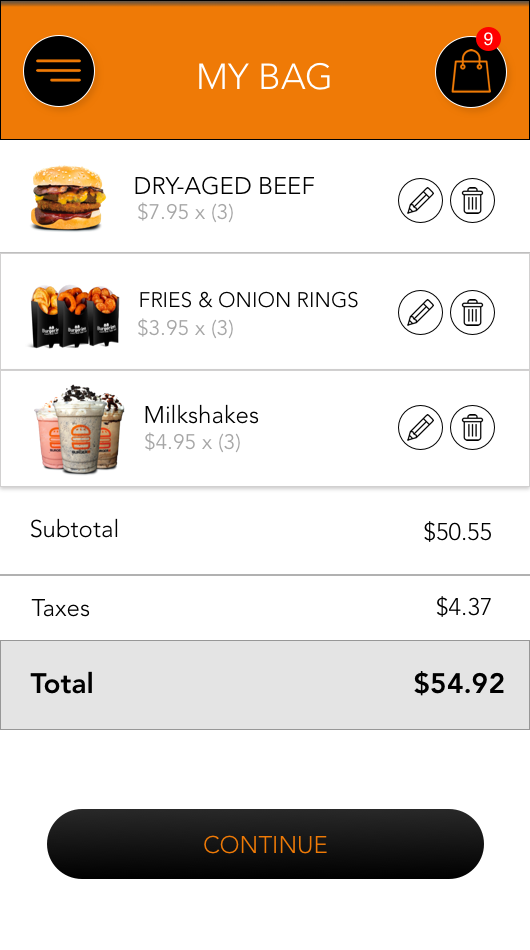 9
MY BAG
DRY-AGED BEEF
$7.95 x (3)
FRIES & ONION RINGS
$3.95 x (3)
Milkshakes
$4.95 x (3)
Subtotal
$50.55
Taxes
$4.37
Total
$54.92
CONTINUE